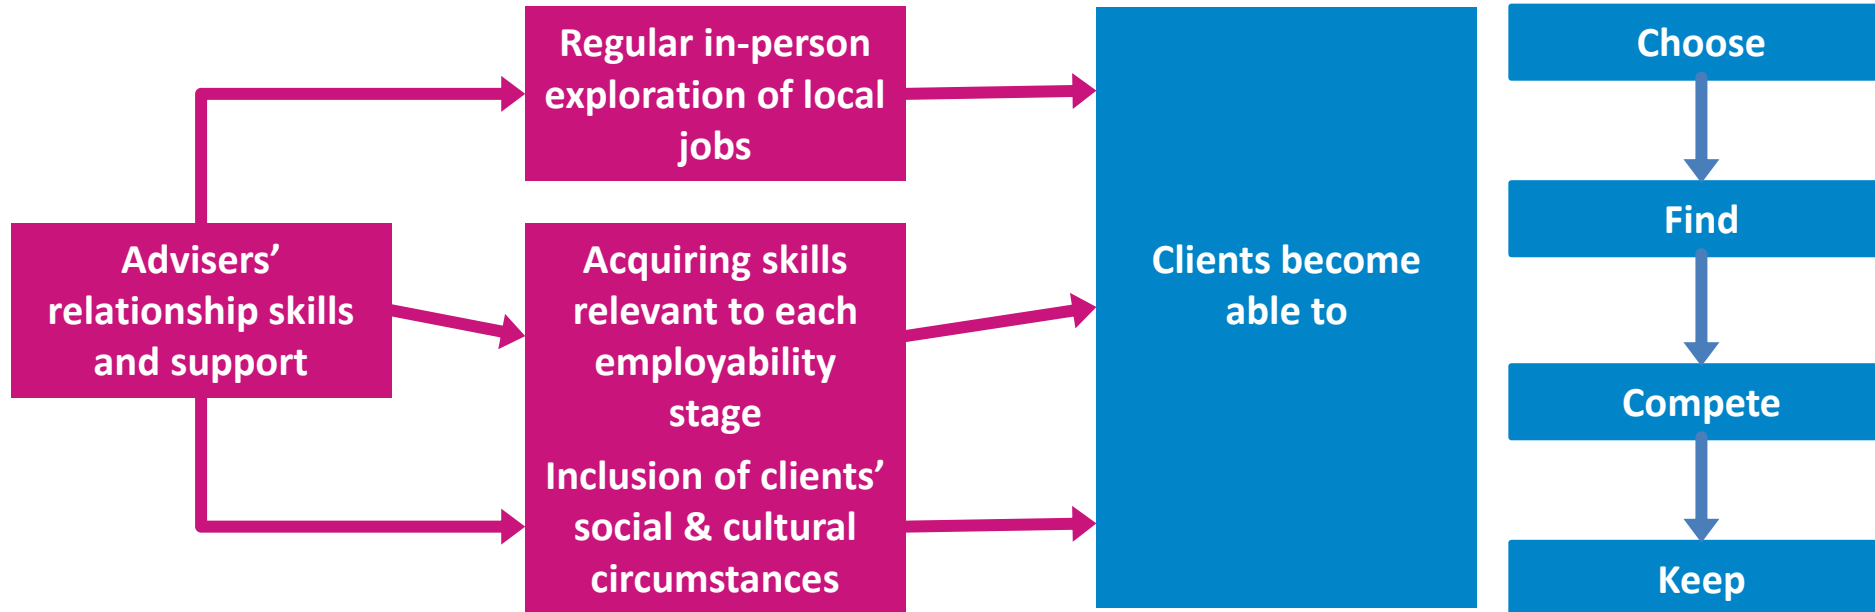 Advisers’
relationship skills
and support
Regular in-person
exploration of local
jobs
Acquiring skills
relevant to each
employability
stage
Inclusion of clients’
social & cultural
circumstances
Clients become
able to
Choose
Find
Compete
Keep